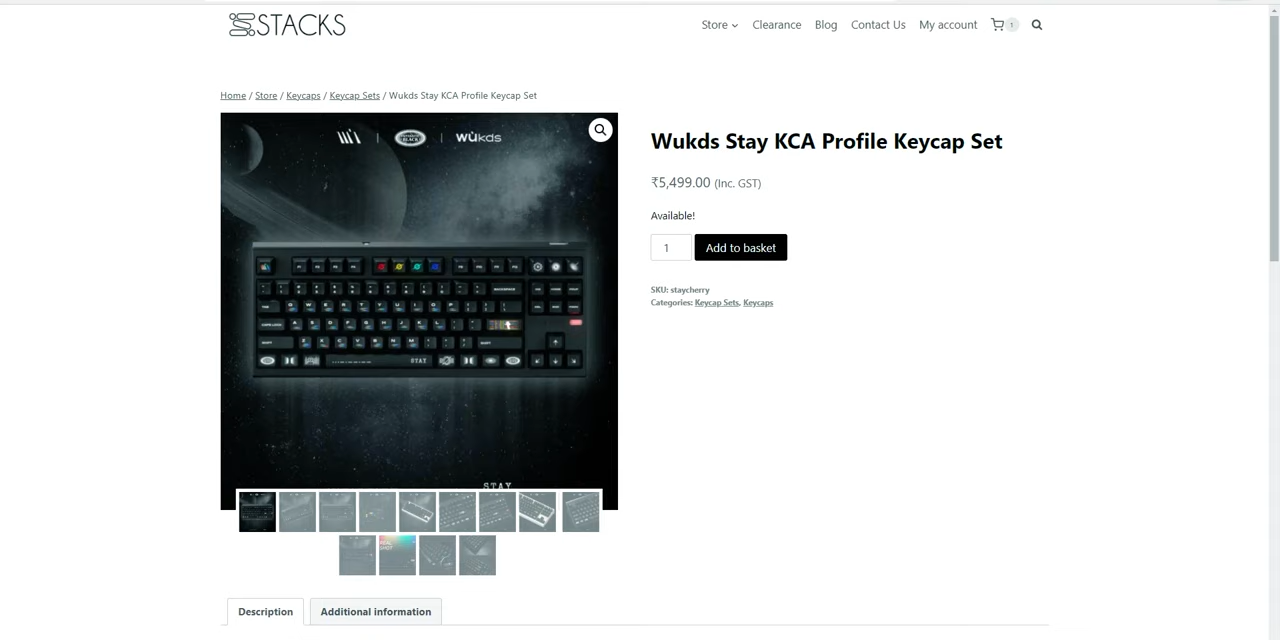 STACKS
Store
Clearance
Blog
Contact Us
My account
1
Home / Store / Keycaps / Keycap Sets / Wukds Stay KCA Profile Keycap Set
wùkds
Wukds Stay KCA Profile Keycap Set
₹5,499.00 (Inc. GST)
Available!
1
Add to basket
SKU: staycherry
Categories: Keycap Sets, Keycaps
STAY
STAY
Description
Additional information